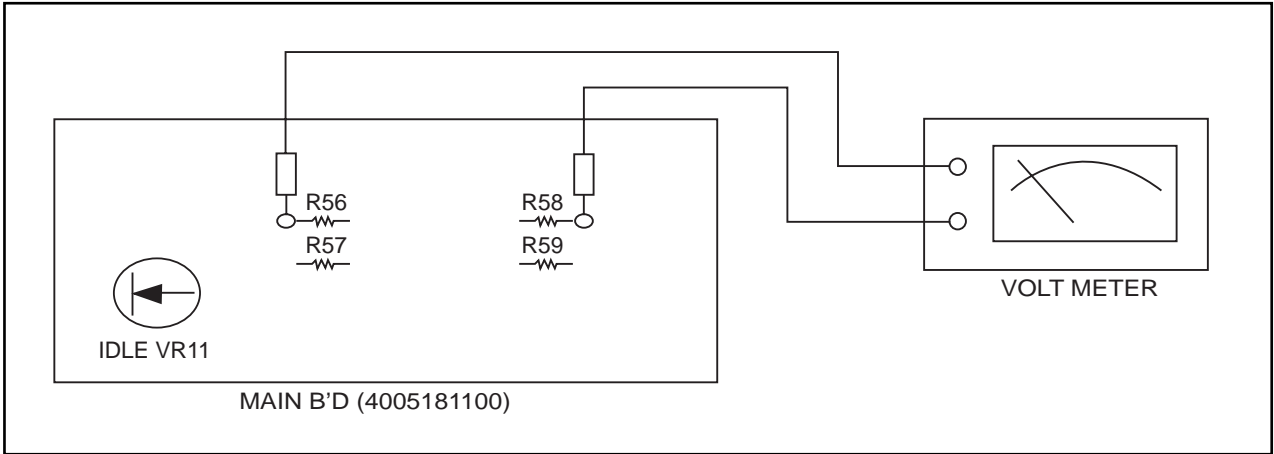 R56
R58
R57
R59
IDLE VR11
VOLT METER
MAIN B’D (4005181100)